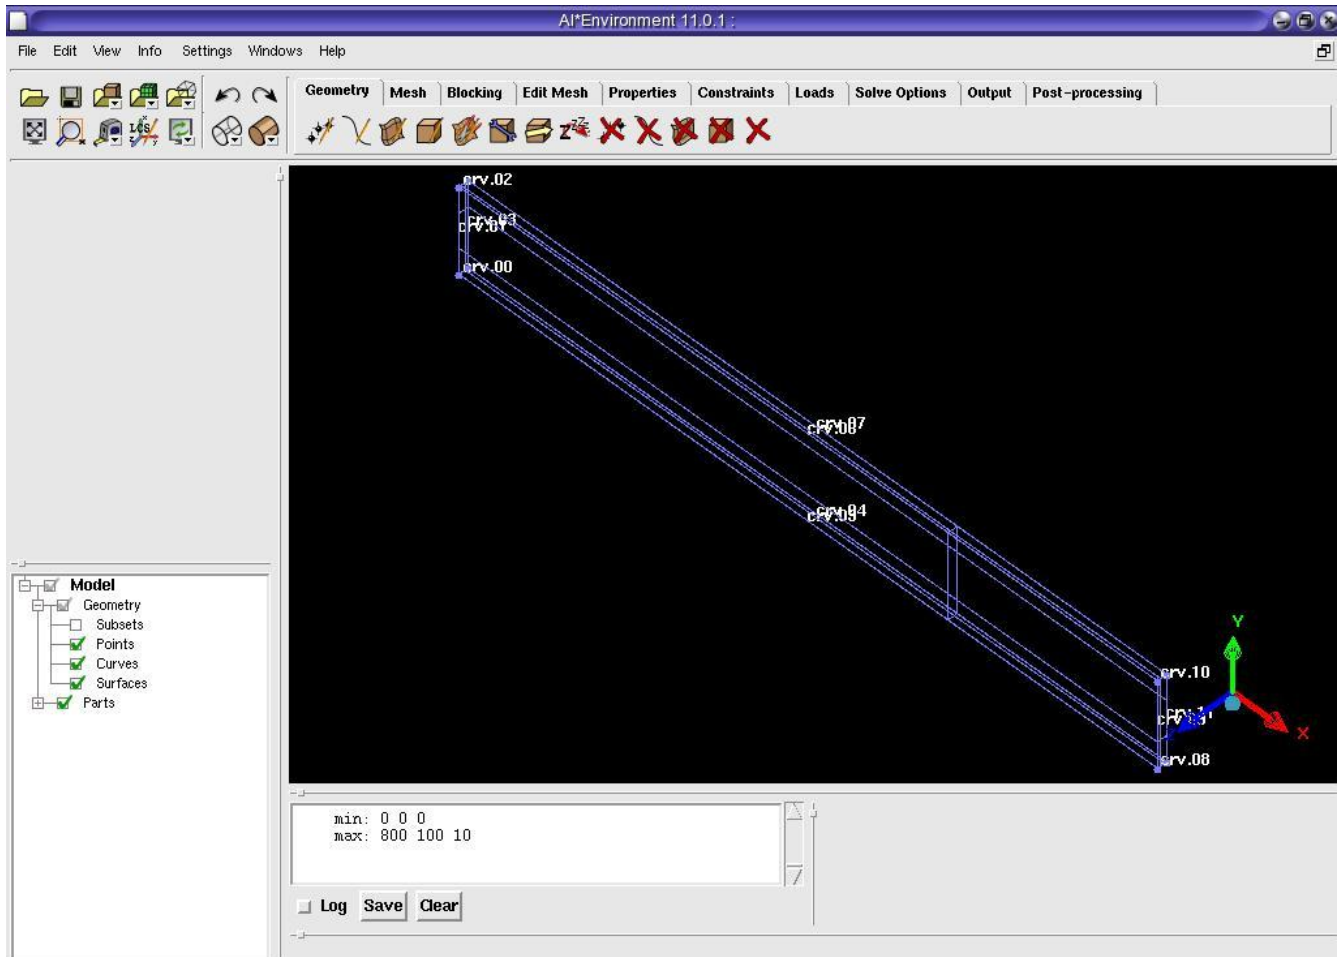 AI*Environment 11.0.1 :
File Edit View Info Settings Windows Help
Geometry Mesh Blocking Edit Mesh Properties Constraints Loads Solve Options Output Post-processing
LCS
crv.02
crv.00
crv.10
crv.08
Y
X
Model
Geometry
Subsets
Points
Curves
Surfaces
Parts
min: 0 0 0
max: 800 100 10
Log Save Clear